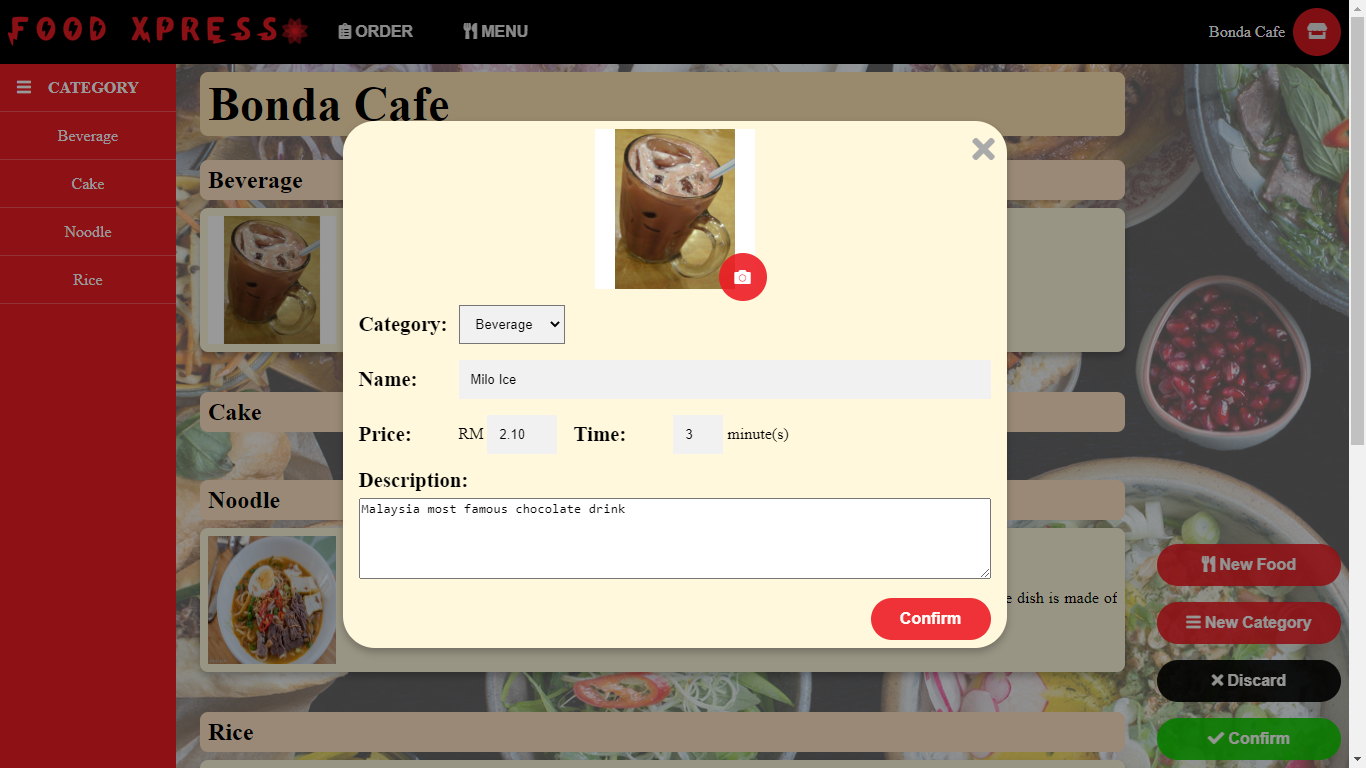 FOOD XPRESS
ORDER
MENU
Bonda Cafe
CATEGORY
Beverage
Cake
Noodle
Rice
Bonda Cafe
Beverage
Cake
Noodle
e dish is made of
Rice
Category:
Beverage
Name:
Milo Ice
Price:
RM 2.10
Time:
3 minute(s)
Description:
Malaysia most famous chocolate drink
Confirm
New Food
New Category
Discard
Confirm